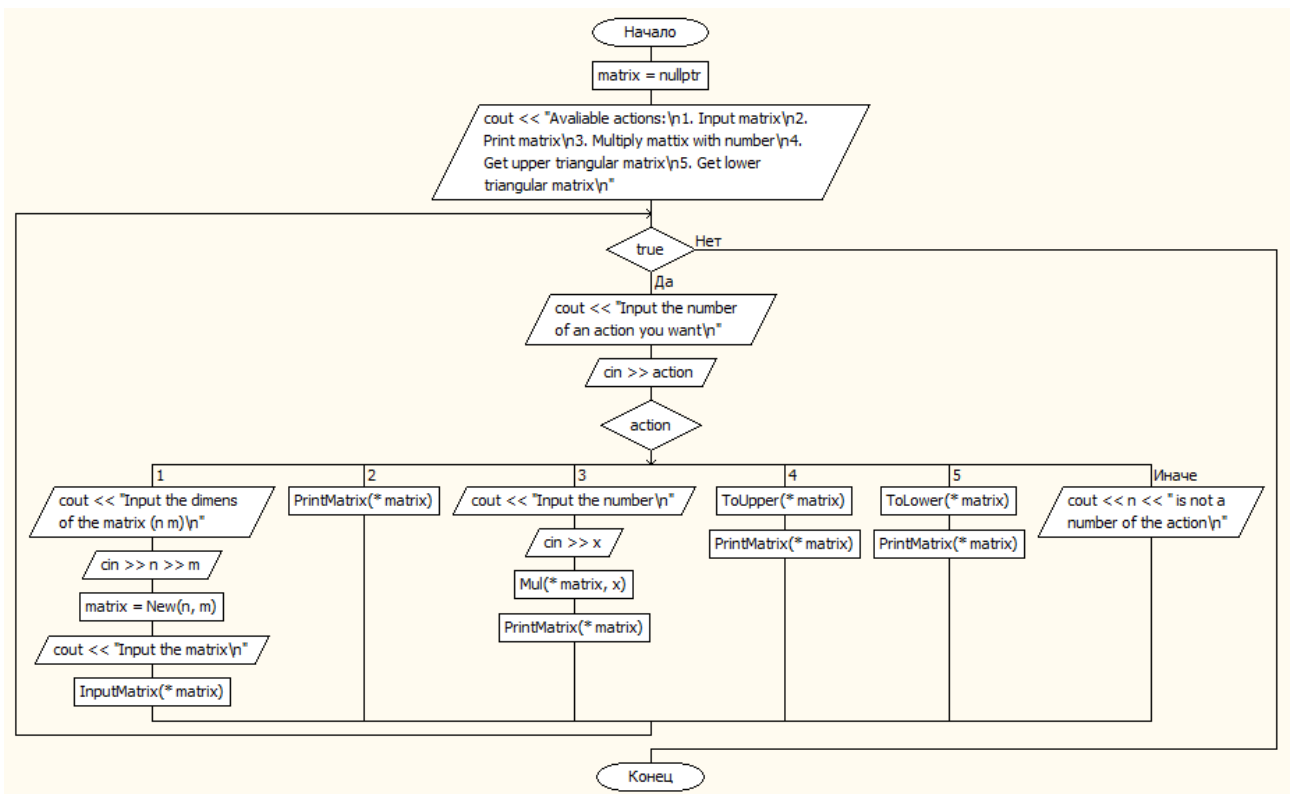 Начало
matrix = nullptr
cout << "Avaliable actions:\n1. Input matrix\n2.
Print matrix\n3. Multiply mattix with number\n4.
Get upper triangular matrix\n5. Get lower
triangular matrix\n"
true
Нет
Да
cout << "Input the number
of an action you want\n"
cin >> action
action
1
cout << "Input the dimens
of the matrix (n m)\n"
cin >> n >> m
matrix = New(n, m)
cout << "Input the matrix\n"
InputMatrix(* matrix)
2
PrintMatrix(* matrix)
3
cout << "Input the number\n"
cin >> x
Mul(* matrix, x)
PrintMatrix(* matrix)
4
ToUpper(* matrix)
PrintMatrix(* matrix)
5
ToLower(* matrix)
PrintMatrix(* matrix)
Иначе
cout << n << " is not a
number of the action\n"
Конец